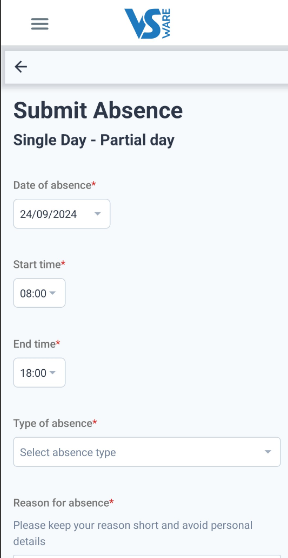 VS WARE
Submit Absence
Single Day - Partial day
Date of absence*
24/09/2024
Start time*
08:00
End time*
18:00
Type of absence*
Select absence type
Reason for absence*
Please keep your reason short and avoid personal
details